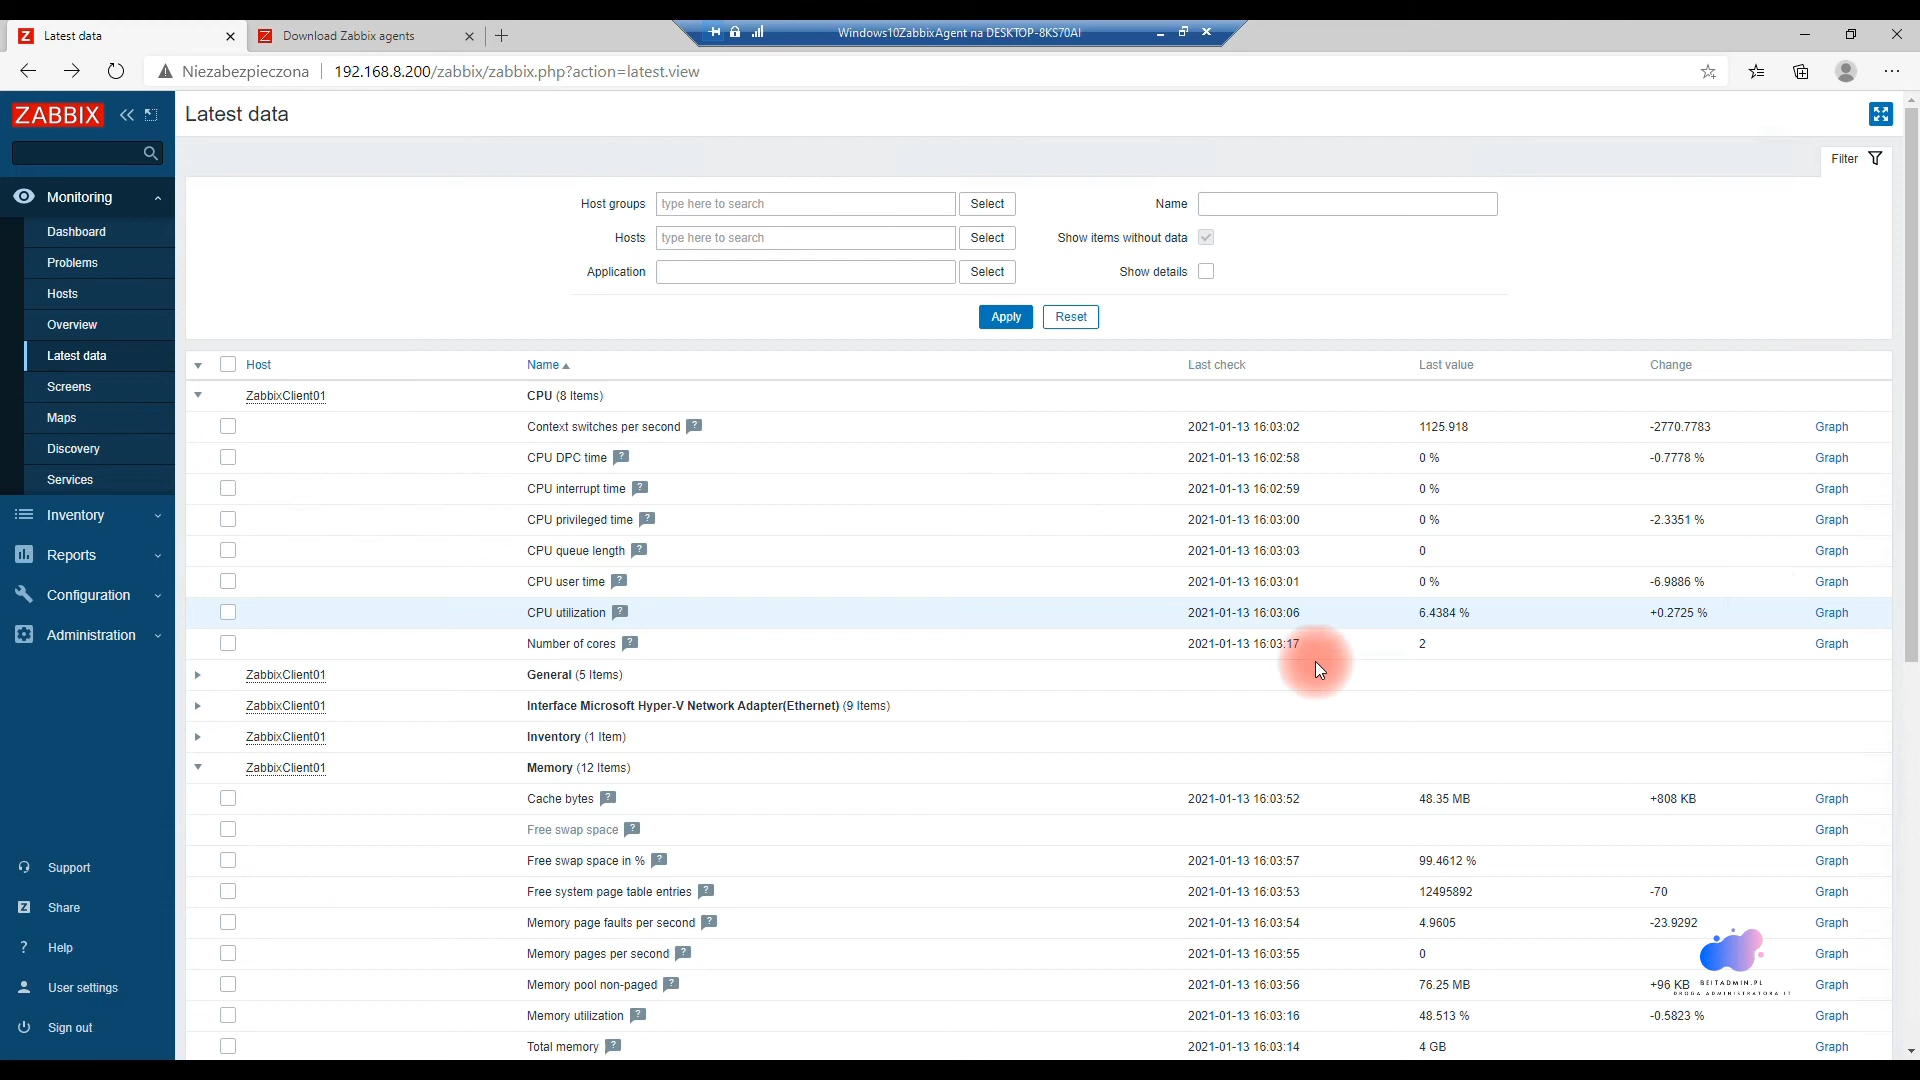 Latest data
Download Zabbix agents
Windows10ZabbixAgent na DESKTOP-8KS70AI
Niezabezpieczona
192.168.8.200/zabbix/zabbix.php?action=latest.view
ZABBIX
Latest data
Filter
Monitoring
Dashboard
Problems
Hosts
Overview
Latest data
Screens
Maps
Discovery
Services
Inventory
Reports
Configuration
Administration
Support
Share
Help
User settings
Sign out
Host groups type here to search Select Name
Hosts type here to search Select Show items without data
Application Select Show details
Apply Reset
Host Name Last check Last value Change
ZabbixClient01 CPU (8 Items)
Context switches per second 2021-01-13 16:03:02 1125.918 -2770.7783 Graph
CPU DPC time 2021-01-13 16:02:58 0 % -0.7778 % Graph
CPU interrupt time 2021-01-13 16:02:59 0 % Graph
CPU privileged time 2021-01-13 16:03:00 0 % -2.3351 % Graph
CPU queue length 2021-01-13 16:03:03 0 Graph
CPU user time 2021-01-13 16:03:01 0 % -6.9886 % Graph
CPU utilization 2021-01-13 16:03:06 6.4384 % +0.2725 % Graph
Number of cores 2021-01-13 16:03:17 2 Graph
ZabbixClient01 General (5 Items)
ZabbixClient01 Interface Microsoft Hyper-V Network Adapter(Ethernet) (9 Items)
ZabbixClient01 Inventory (1 Item)
ZabbixClient01 Memory (12 Items)
Cache bytes 2021-01-13 16:03:52 48.35 MB +808 KB Graph
Free swap space Graph
Free swap space in % 2021-01-13 16:03:57 99.4612 % Graph
Free system page table entries 2021-01-13 16:03:53 12495892 -70 Graph
Memory page faults per second 2021-01-13 16:03:54 4.9605 -23.9292 Graph
Memory pages per second 2021-01-13 16:03:55 0 Graph
Memory pool non-paged 2021-01-13 16:03:56 76.25 MB +96 KB Graph
BEITADMIN.PL
DROGA ADMINISTRATORA IT
Memory utilization 2021-01-13 16:03:16 48.513 % -0.5823 % Graph
Total memory 2021-01-13 16:03:14 4 GB Graph